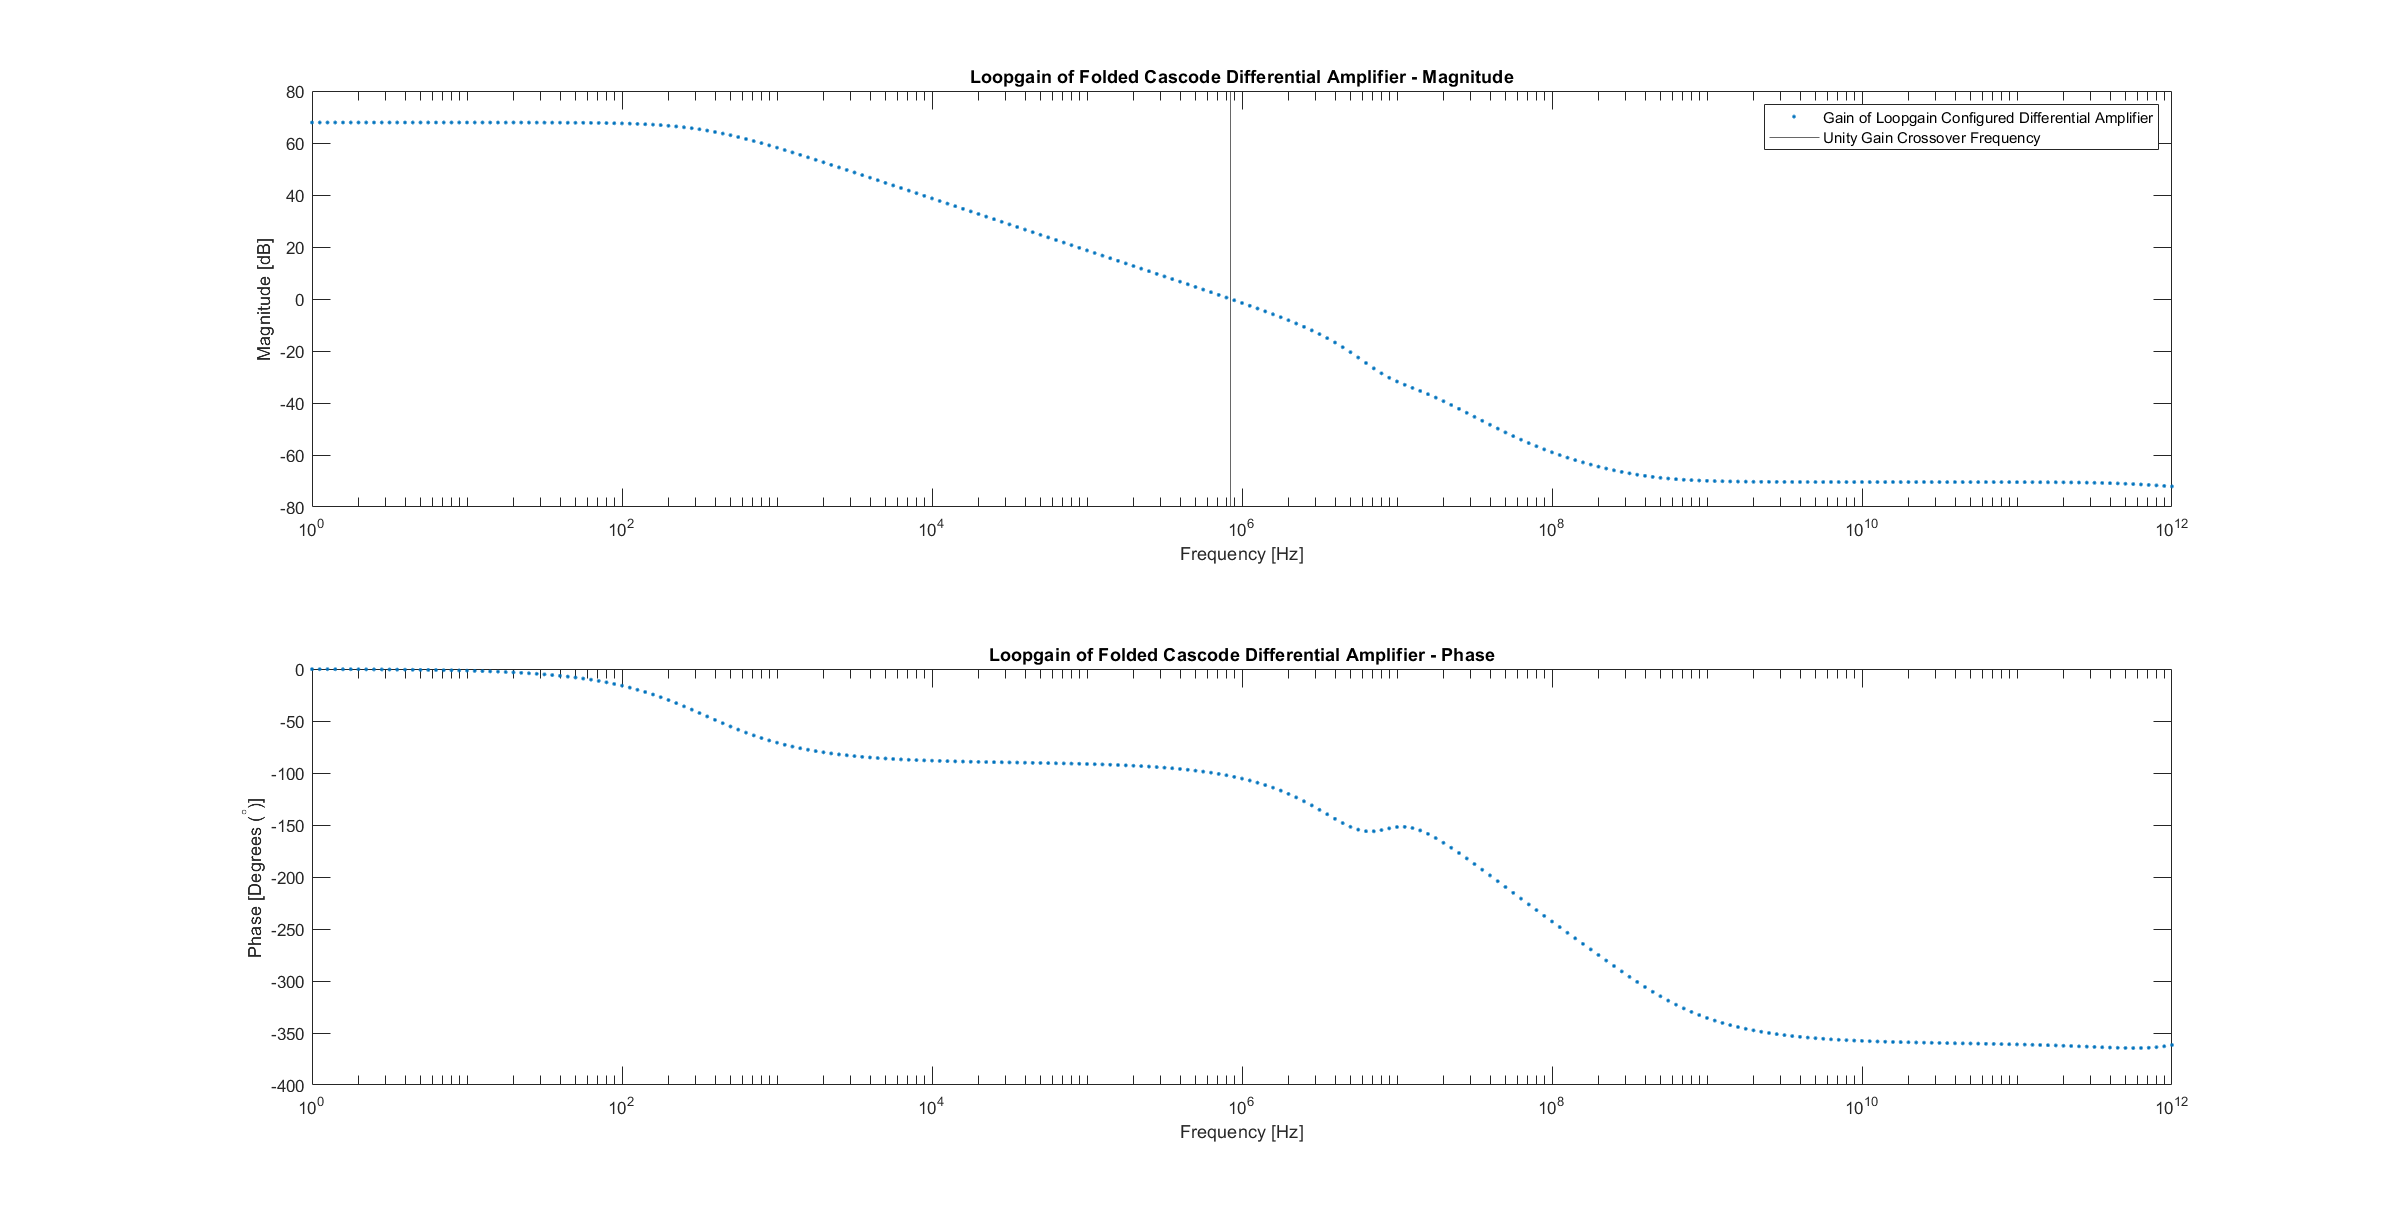 Loopgain of Folded Cascode Differential Amplifier - Magnitude
80
60
40
20
0
-20
-40
-60
-80
Magnitude [dB]
Gain of Loopgain Configured Differential Amplifier
Unity Gain Crossover Frequency
10^0 10^2 10^4 10^6 10^8 10^10 10^12
Frequency [Hz]
Loopgain of Folded Cascode Differential Amplifier - Phase
0
-50
-100
-150
-200
-250
-300
-350
-400
Phase [Degrees (°)]
10^0 10^2 10^4 10^6 10^8 10^10 10^12
Frequency [Hz]